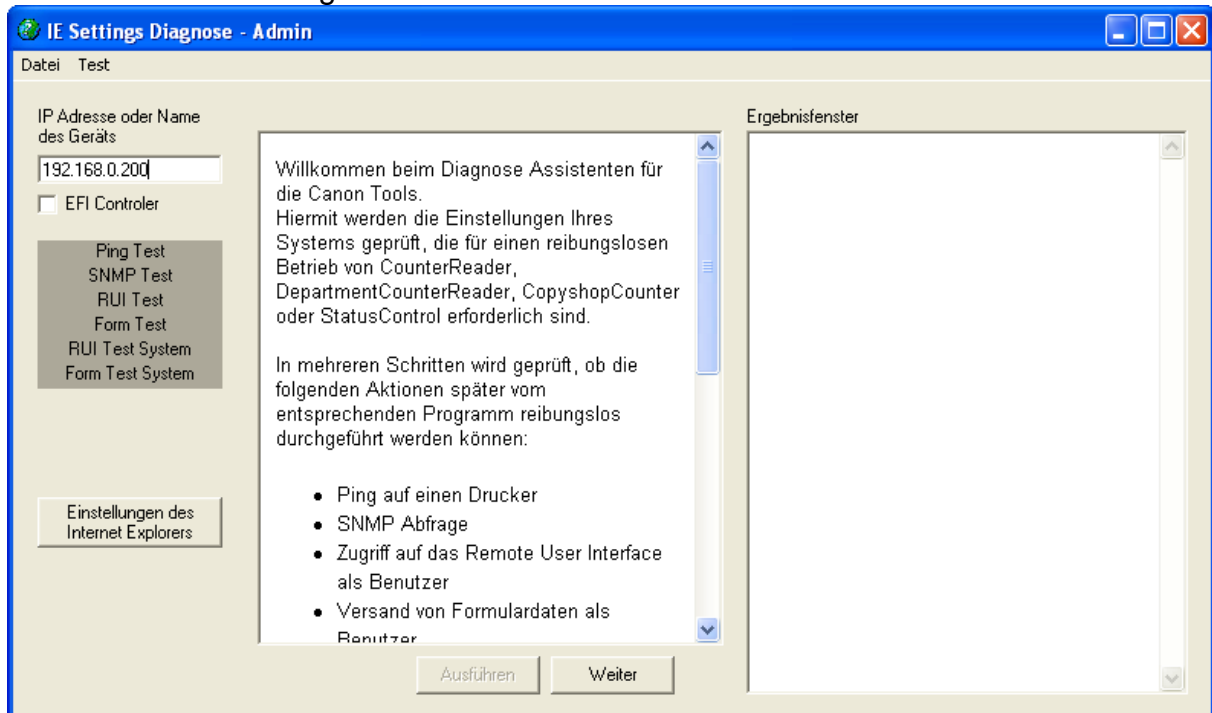 IE Settings Diagnose - Admin
Datei Test
IP Adresse oder Name
des Geräts
192.168.0.200
EFI Controler
Ping Test
SNMP Test
RUI Test
Form Test
RUI Test System
Form Test System
Einstellungen des
Internet Explorers
Willkommen beim Diagnose Assistenten für
die Canon Tools.
Hiermit werden die Einstellungen Ihres
Systems geprüft, die für einen reibungslosen
Betrieb von CounterReader,
DepartmentCounterReader, CopyshopCounter
oder StatusControl erforderlich sind.
In mehreren Schritten wird geprüft, ob die
folgenden Aktionen später vom
entsprechenden Programm reibungslos
durchgeführt werden können:
• Ping auf einen Drucker
• SNMP Abfrage
• Zugriff auf das Remote User Interface
als Benutzer
• Versand von Formulardaten als
Benutzer
Ausführen Weiter
Ergebnisfenster